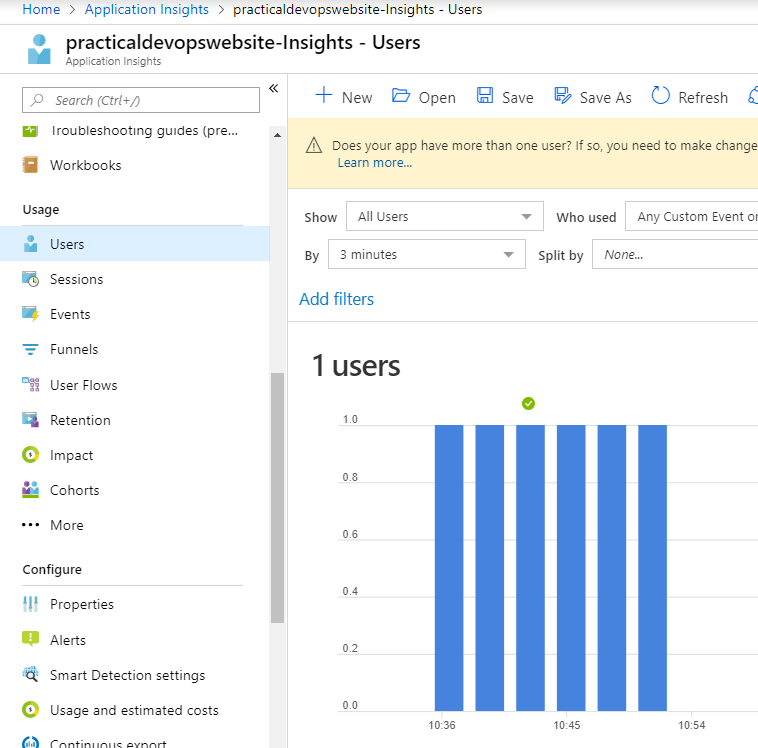 Home > Application Insights > practicaldevopswebsite-Insights - Users
practicaldevopswebsite-Insights - Users
Application Insights
«
Search (Ctrl+/)
Troubleshooting guides (pre...
Workbooks
Usage
Users
Sessions
Events
Funnels
User Flows
Retention
Impact
Cohorts
More
Configure
Properties
Alerts
Smart Detection settings
Usage and estimated costs
Continuous export
New Open Save Save As Refresh
Does your app have more than one user? If so, you need to make change
Learn more...
Show All Users Who used Any Custom Event or
By 3 minutes Split by None...
Add filters
1 users
1.0
0.8
0.6
0.4
0.2
0.0
10:36 10:45 10:54